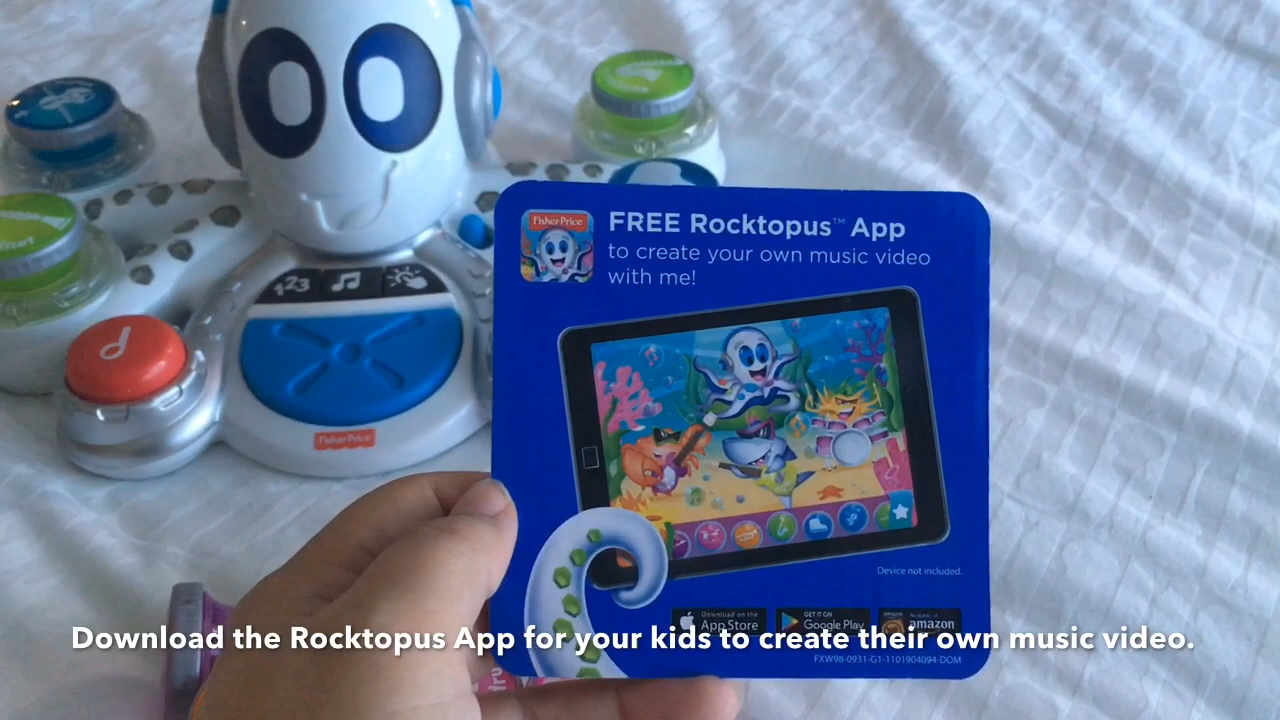 Fisher-Price
FREE Rocktopus™ App
to create your own music video
with me!
123
Fisher-Price
Device not included.
Download on the
App Store
GET IT ON
Google Play
amazon
Download the Rocktopus App for your kids to create their own music video.
FXW98-0931-G1-1101904094-DOM